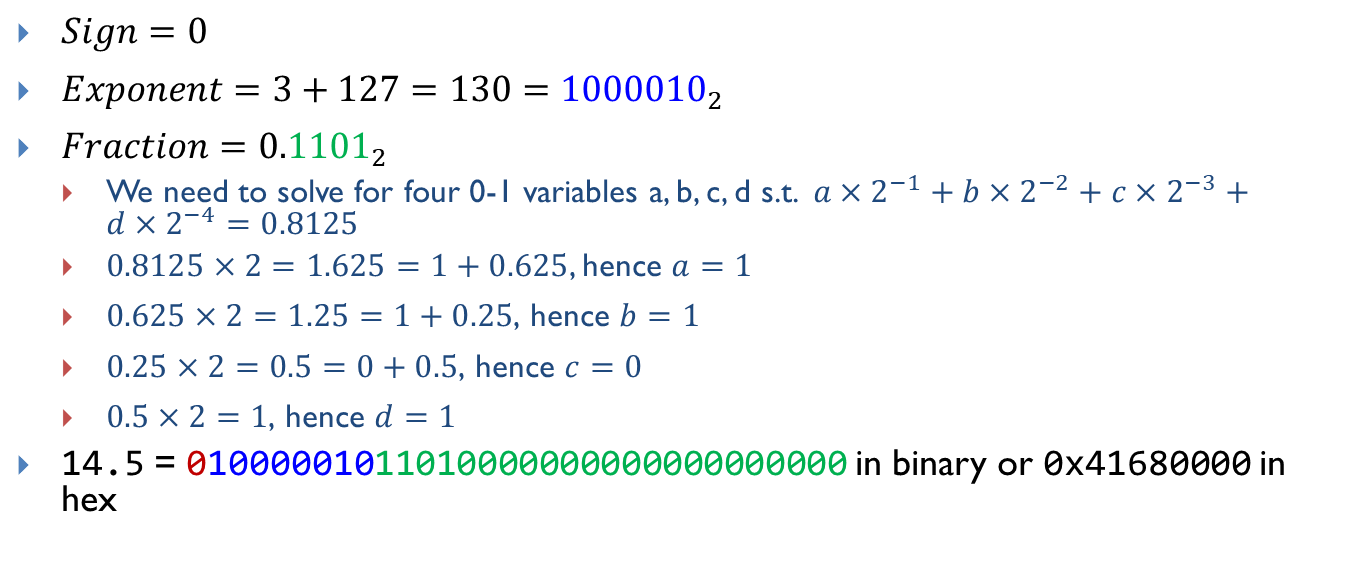 Sign = 0
Exponent = 3 + 127 = 130 = 1000010₂
Fraction = 0.1101₂
We need to solve for four 0-1 variables a, b, c, d s.t. a × 2⁻¹ + b × 2⁻² + c × 2⁻³ +
d × 2⁻⁴ = 0.8125
0.8125 × 2 = 1.625 = 1 + 0.625, hence a = 1
0.625 × 2 = 1.25 = 1 + 0.25, hence b = 1
0.25 × 2 = 0.5 = 0 + 0.5, hence c = 0
0.5 × 2 = 1, hence d = 1
14.5 = 01000001011010000000000000000000 in binary or 0x41680000 in
hex